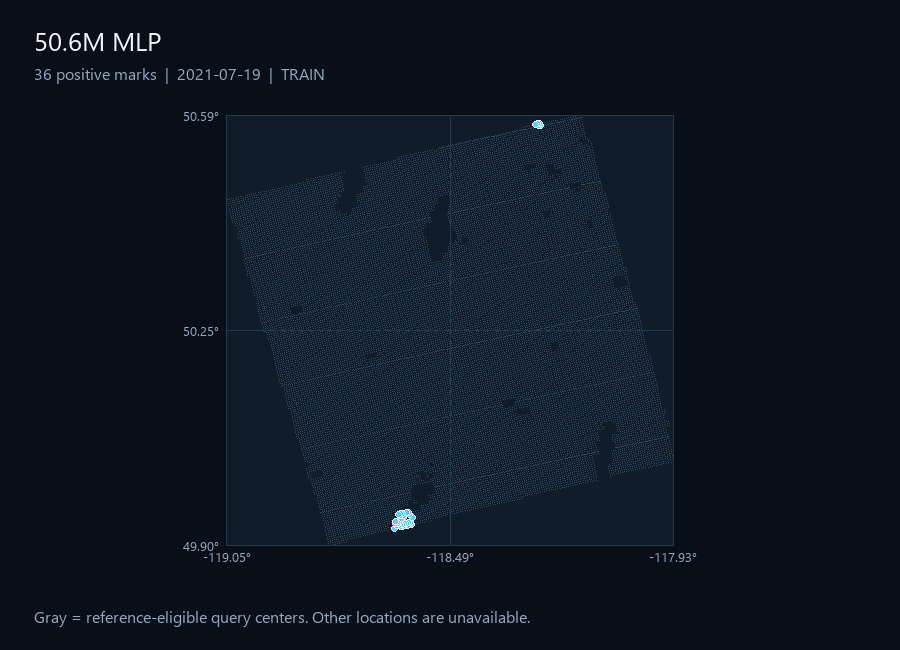 50.6M MLP
36 positive marks | 2021-07-19 | TRAIN
50.59°
50.25°
49.90°
-119.05°
-118.49°
-117.93°
Gray = reference-eligible query centers. Other locations are unavailable.